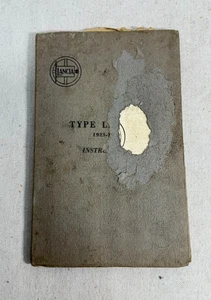 LANCIA
TYPE L
1921-
INSTR